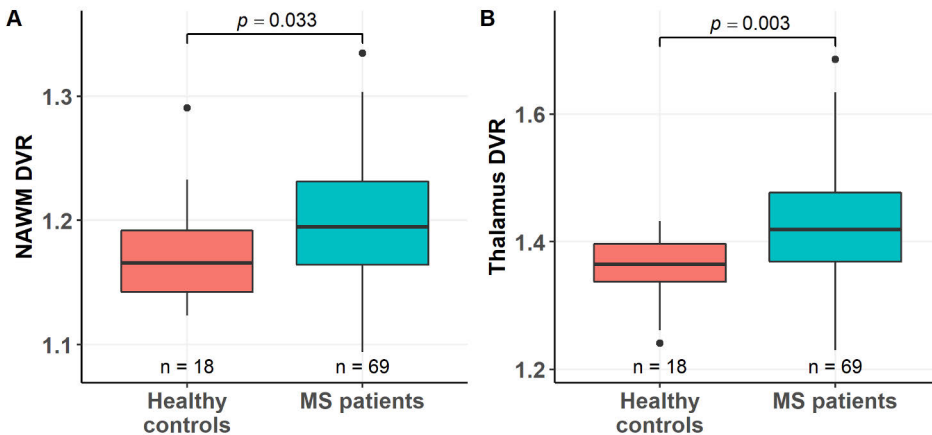 A
p = 0.033
NAWM DVR
1.3
1.2
1.1
n = 18
n = 69
Healthy
controls
MS patients
B
p = 0.003
Thalamus DVR
1.6
1.4
1.2
n = 18
n = 69
Healthy
controls
MS patients